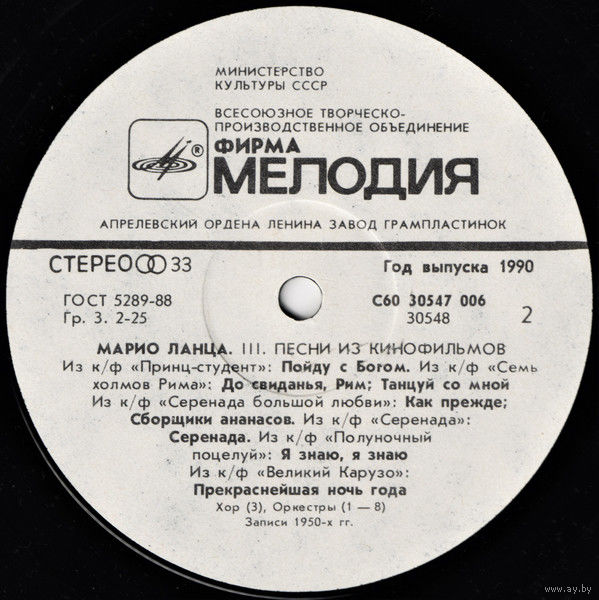 МИНИСТЕРСТВО
КУЛЬТУРЫ СССР
ВСЕСОЮЗНОЕ ТВОРЧЕСКО-
ПРОИЗВОДСТВЕННОЕ ОБЪЕДИНЕНИЕ
ФИРМА
®
МЕЛОДИЯ
АПРЕЛЕВСКИЙ ОРДЕНА ЛЕНИНА ЗАВОД ГРАМПЛАСТИНОК
СТЕРЕО 33 Год выпуска 1990
ГОСТ 5289-88 С60 30547 006
Гр. 3. 2-25 30548 2
МАРИО ЛАНЦА. III. ПЕСНИ ИЗ КИНОФИЛЬМОВ
Из к/ф «Принц-студент»: Пойду с Богом. Из к/ф «Семь
холмов Рима»: До свиданья, Рим; Танцуй со мной
Из к/ф «Серенада большой любви»: Как прежде;
Сборщики ананасов. Из к/ф «Серенада»:
Серенада. Из к/ф «Полуночный
поцелуй»: Я знаю, я знаю
Из к/ф «Великий Карузо»:
Прекраснейшая ночь года
Хор (3), Оркестры (1 — 8)
Записи 1950-х гг.
www.ay.by